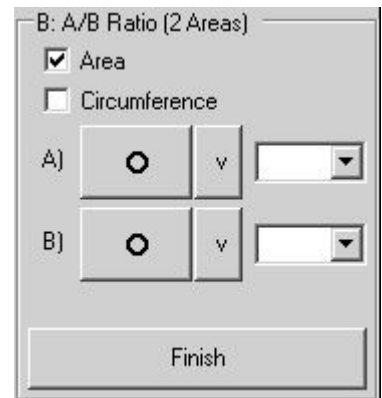 B: A/B Ratio (2 Areas)
Area
Circumference
A) v
B) v
Finish